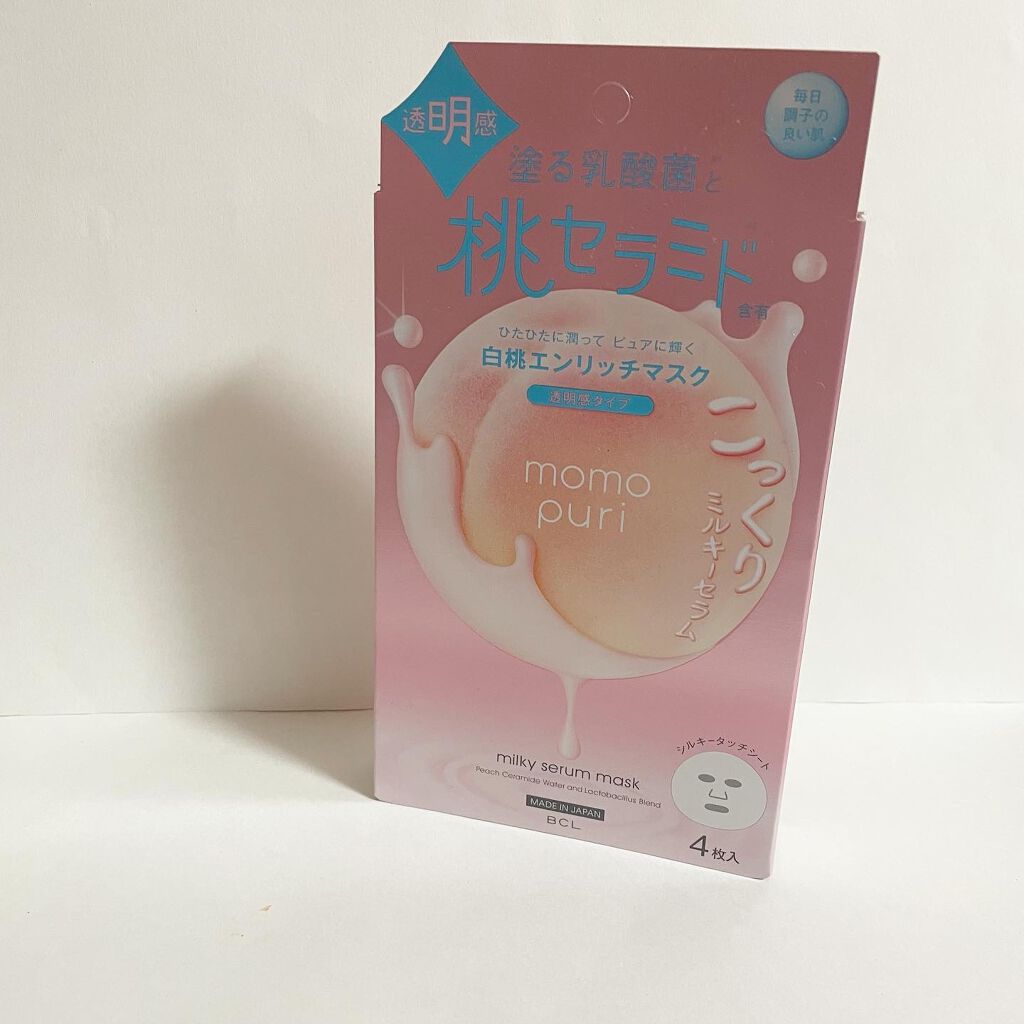 透明感
毎日
調子の
良い肌
塗る乳酸菌と
桃セラミド
含有
ひたひたに潤って ピュアに輝く
白桃エンリッチマスク
透明感タイプ
momo
puri
こっくり
ミルキーセラム
milky serum mask
Peach Ceramide Water and Lactobacillus Blend
MADE IN JAPAN
BCL
シルキータッチシート
4枚入